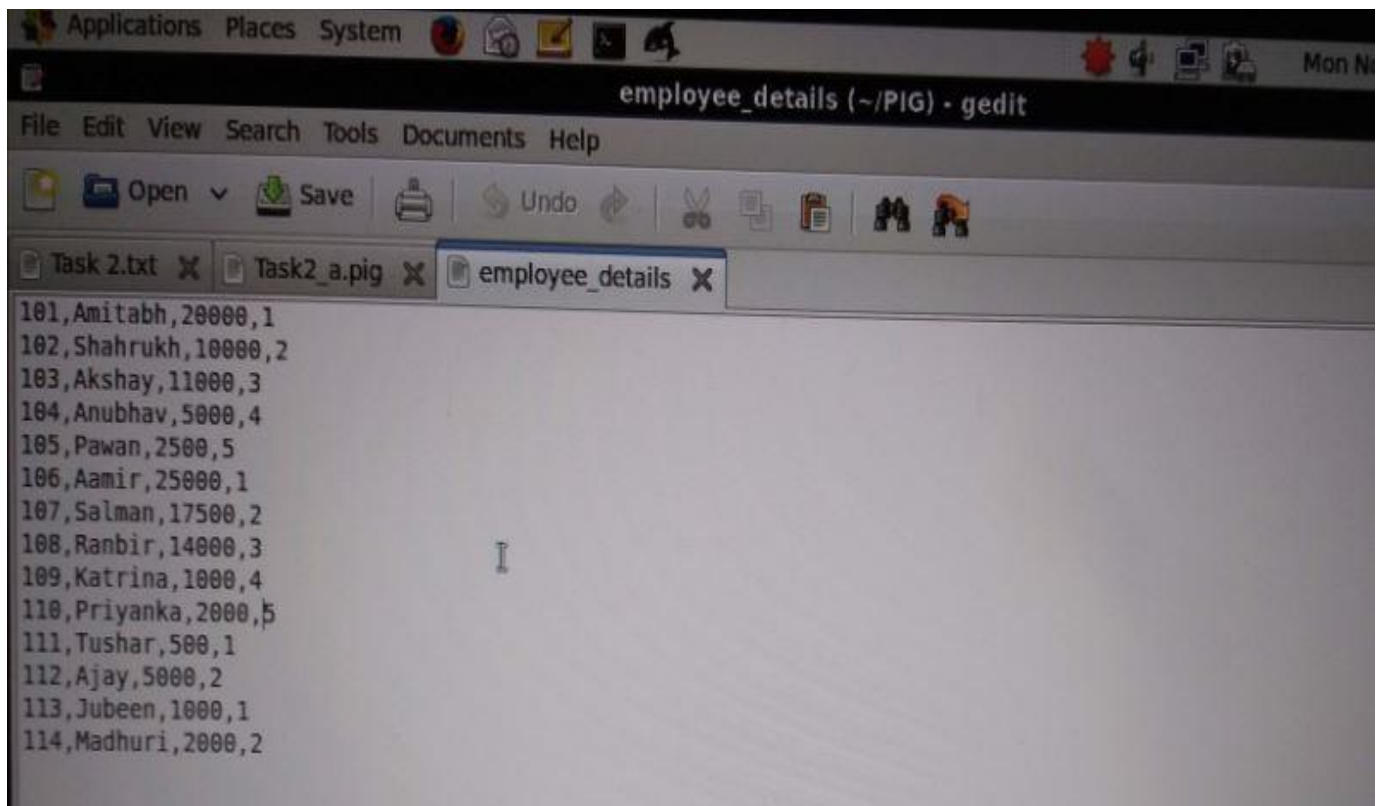 Applications Places System
Mon No
employee_details (~/PIG) - gedit
File Edit View Search Tools Documents Help
Open Save Undo
Task 2.txt Task2_a.pig employee_details
101,Amitabh,20000,1
102,Shahrukh,10000,2
103,Akshay,11000,3
104,Anubhav,5000,4
105,Pawan,2500,5
106,Aamir,25000,1
107,Salman,17500,2
108,Ranbir,14000,3
109,Katrina,1000,4
110,Priyanka,2000,5
111,Tushar,500,1
112,Ajay,5000,2
113,Jubeen,1000,1
114,Madhuri,2000,2